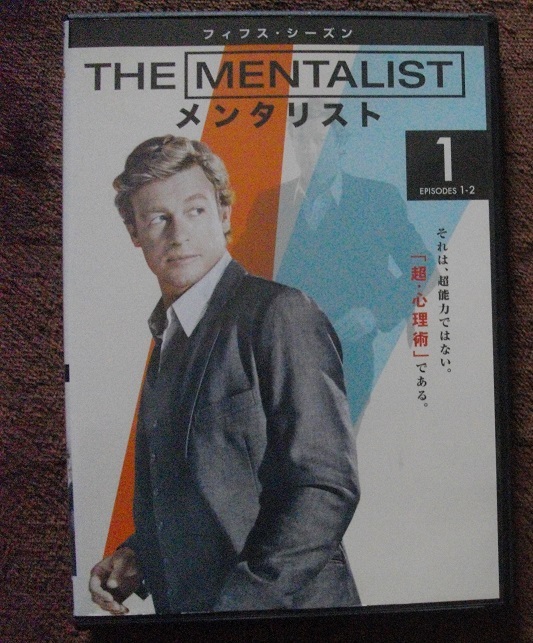 フィフス・シーズン
THE MENTALIST
メンタリスト
1
EPISODES 1-2
それは、超能力ではない。
「超・心理術」である。